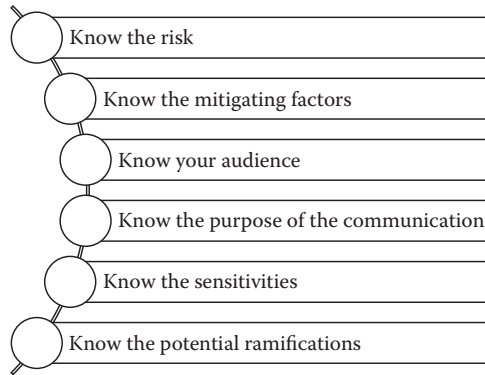 Know the risk
Know the mitigating factors
Know your audience
Know the purpose of the communication
Know the sensitivities
Know the potential ramifications